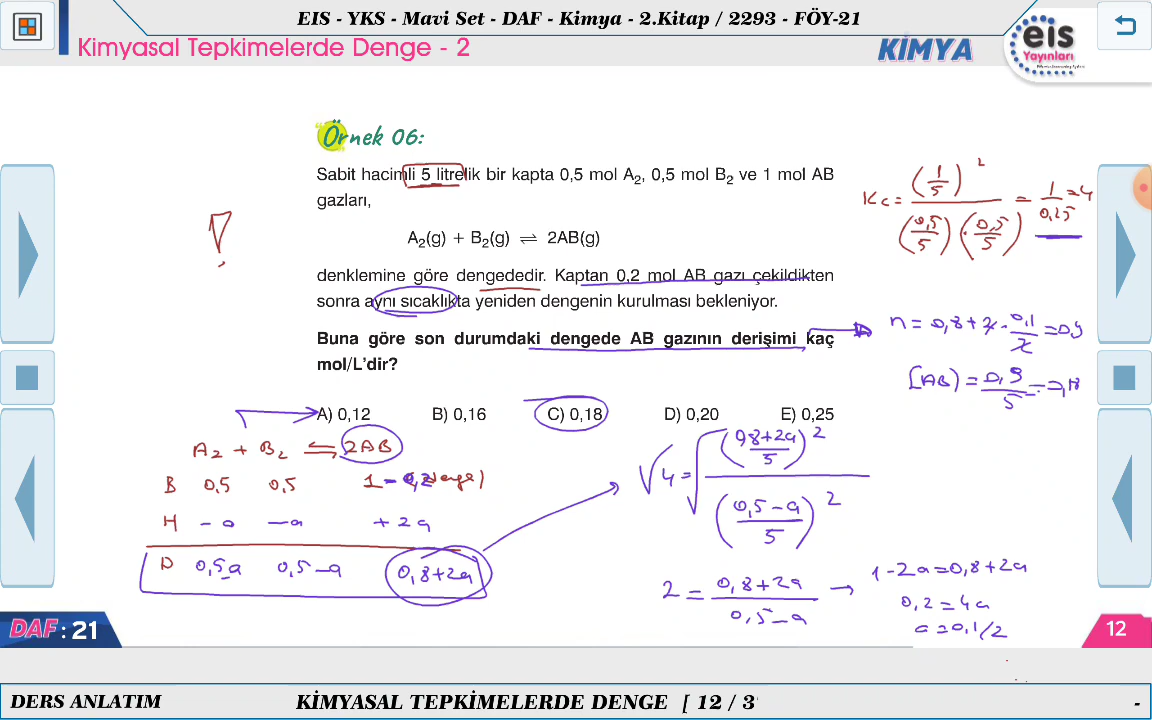 EIS - YKS - Mavi Set - DAF - Kimya - 2.Kitap / 2293 - FÖY-21
Kimyasal Tepkimelerde Denge - 2
KİMYA
eis
Yayınları
"Örnek 06:
Sabit hacimli 5 litrelik bir kapta 0,5 mol A₂, 0,5 mol B₂ ve 1 mol AB
gazları,
A₂(g) + B₂(g) ⇌ 2AB(g)
denklemine göre dengededir. Kaptan 0,2 mol AB gazı çekildikten
sonra aynı sıcaklıkta yeniden dengenin kurulması bekleniyor.
Buna göre son durumdaki dengede AB gazının derişimi kaç
mol/L'dir?
A) 0,12 B) 0,16 C) 0,18 D) 0,20 E) 0,25
Kc = (1/5)² / (0,5/5) · (0,5/5) = 1/0,25 = 4
n = 0,8 + 2 · 0,1/2 = 0,9
[AB) = 0,9/5 = 0,18
A₂ + B₂ ⇌ 2AB
B 0,5 0,5 1 - 0,2
H - a - a + 2a
D 0,5-a 0,5-a 0,8+2a
√4 = √(0,8+2a/5)² / (0,5-a/5)²
2 = 0,8+2a / 0,5-a →
1-2a=0,8+2a
0,2=4a
a=0,1/2
DAF : 21
12
DERS ANLATIM
KİMYASAL TEPKİMELERDE DENGE [ 12 / 3
-